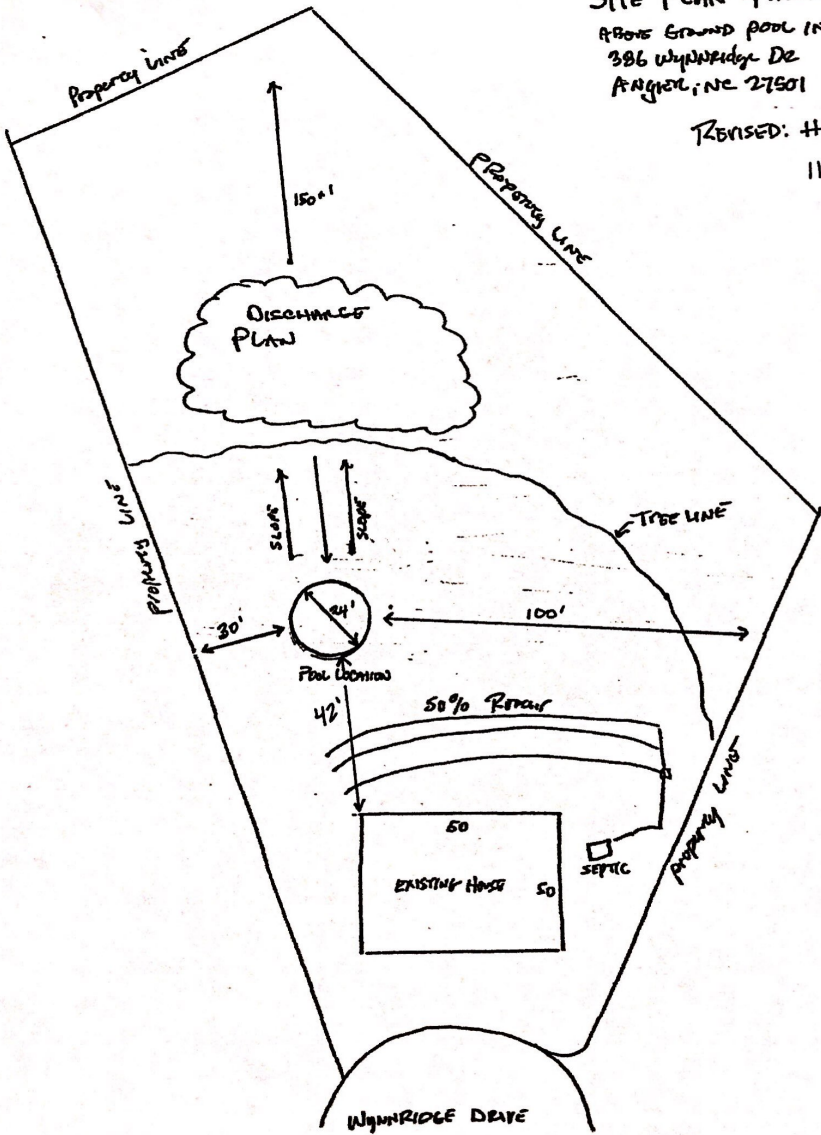 ABOVE GROUND POOL IN
386 WYNNRidge DR
ANGIER, NC 27501
REVISED: H
11
Property LINE
PROPERTY LINE
150+'
DISCHARGE
PLAN
SLOPE
SLOPE
TREE LINE
PROPERTY LINE
30'
24'
100'
POOL LOCATION
42'
50%
50
EXISTING HOUSE
50
SEPTIC
PROPERTY LINE
WYNNRIDGE DRIVE